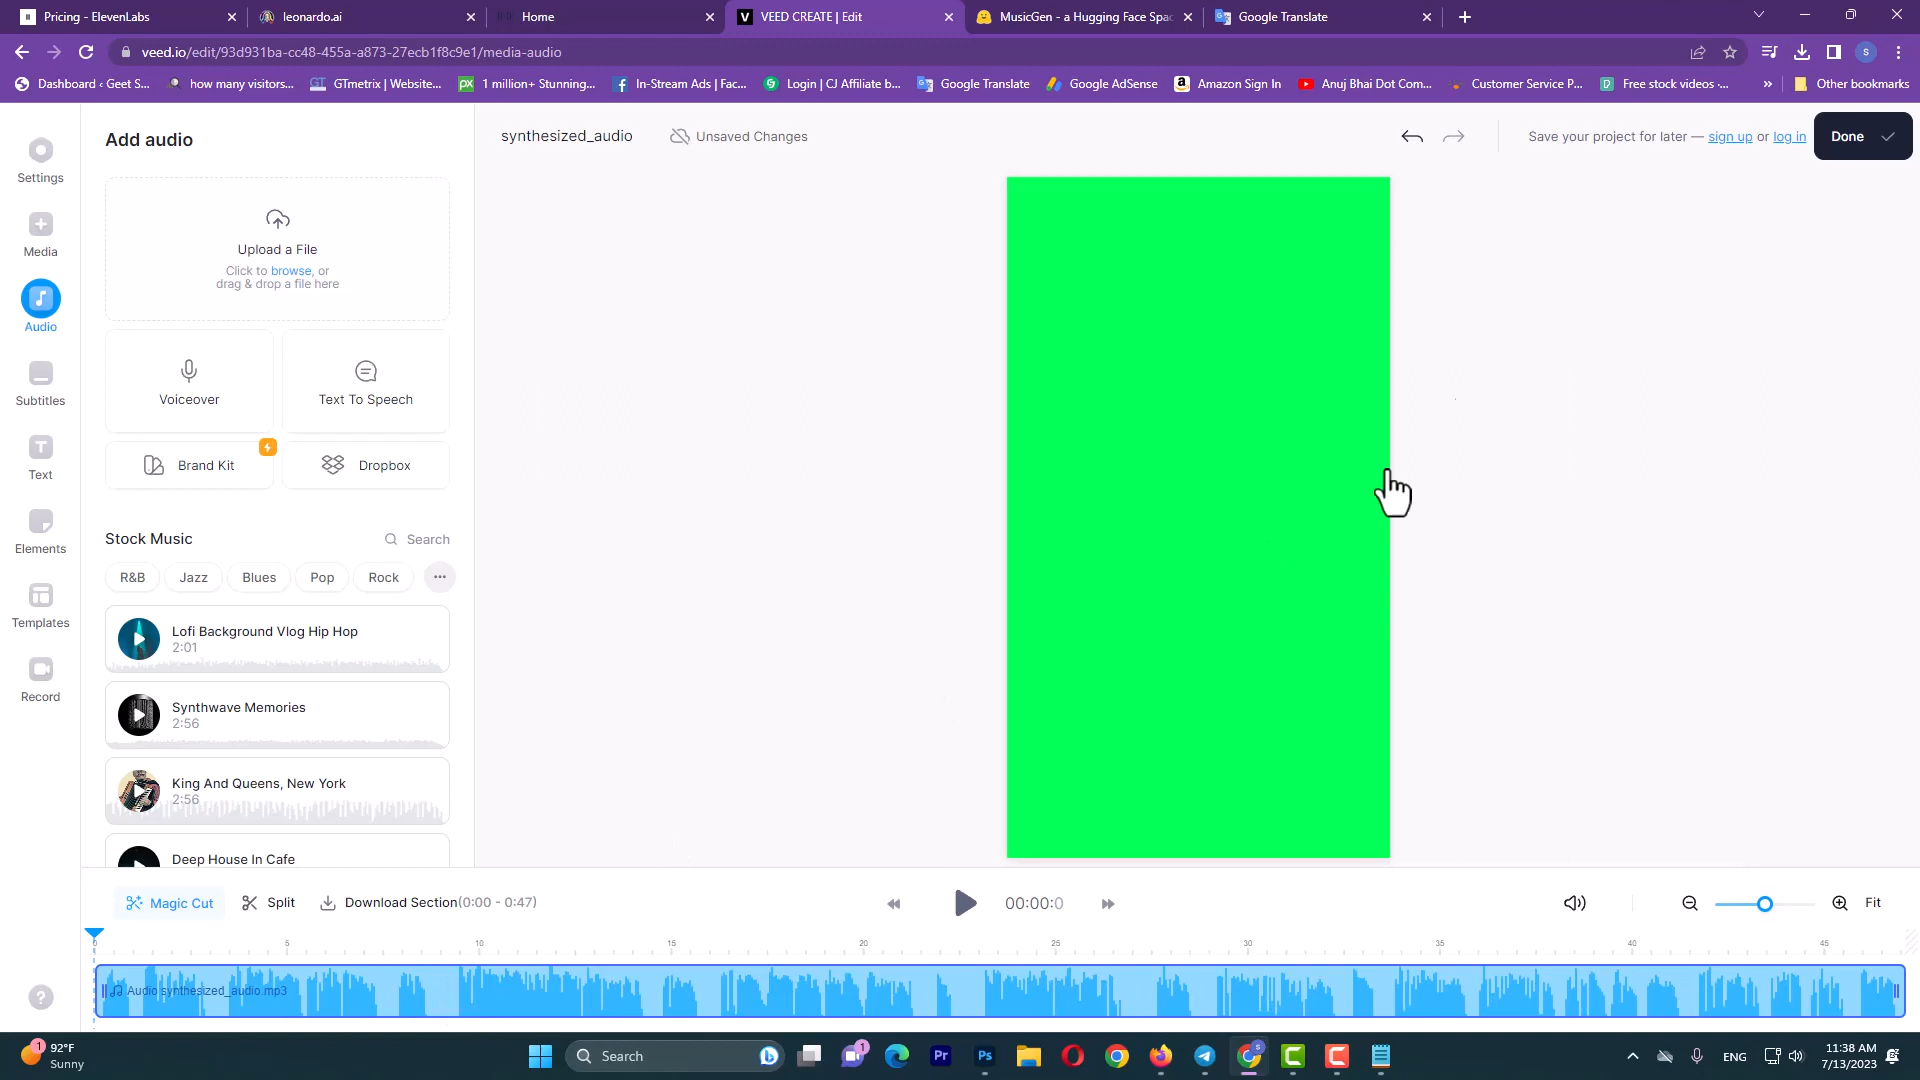 Pricing - ElevenLabs
leonardo.ai
Home
VEED CREATE | Edit
MusicGen - a Hugging Face Spac
Google Translate
veed.io/edit/93d931ba-cc48-455a-a873-27ecb1f8c9e1/media-audio
S
Dashboard ‹ Geet S...
how many visitors...
GT GTmetrix | Website...
px 1 million+ Stunning...
In-Stream Ads | Fac...
Login | CJ Affiliate b...
Google Translate
Google AdSense
Amazon Sign In
Anuj Bhai Dot Com...
Customer Service P...
Free stock videos -...
»
Other bookmarks
Settings
Media
Audio
Subtitles
Text
Elements
Templates
Record
?
Add audio
Upload a File
Click to browse, or
drag & drop a file here
Voiceover
Text To Speech
Brand Kit
Dropbox
Stock Music
Search
R&B
Jazz
Blues
Pop
Rock
...
Lofi Background Vlog Hip Hop
2:01
Synthwave Memories
2:56
King And Queens, New York
2:56
Deep House In Cafe
synthesized_audio
Unsaved Changes
Save your project for later — sign up or log in
Done
Magic Cut
Split
Download Section(0:00 - 0:47)
00:00:0
Fit
0 5 10 15 20 25 30 35 40 45
Audio synthesized_audio.mp3
1
92°F
Sunny
Search
1
Pr
Ps
S
ENG
11:38 AM
7/13/2023